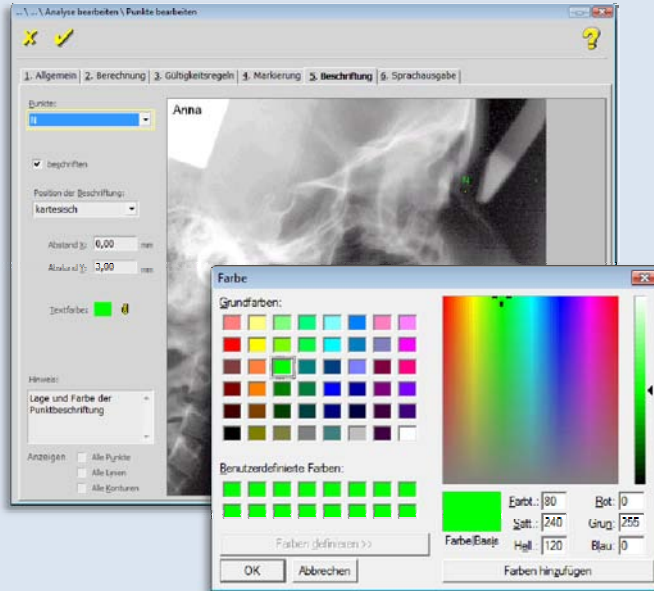 ...\ ... \ Analyse bearbeiten \ Punkte bearbeiten
1. Allgemein 2. Berechnung 3. Gültigkeitsregeln 4. Markierung 5. Beschriftung 6. Sprachausgabe
Punkte:
N
beschriften
Position der Beschriftung:
kartesisch
Abstand X: 0,00 mm
Abstand Y: 3,00 mm
Textfarbe:
Hinweis:
Lage und Farbe der
Punktbeschriftung
Anzeigen
Alle Punkte
Alle Linien
Alle Konturen
Anna
N
Farbe
Grundfarben:
Benutzerdefinierte Farben:
Farben definieren >>
OK Abbrechen
Farbe|Basis
Farbt.: 80 Rot: 0
Sätt.: 240 Grün: 255
Hell.: 120 Blau: 0
Farben hinzufügen